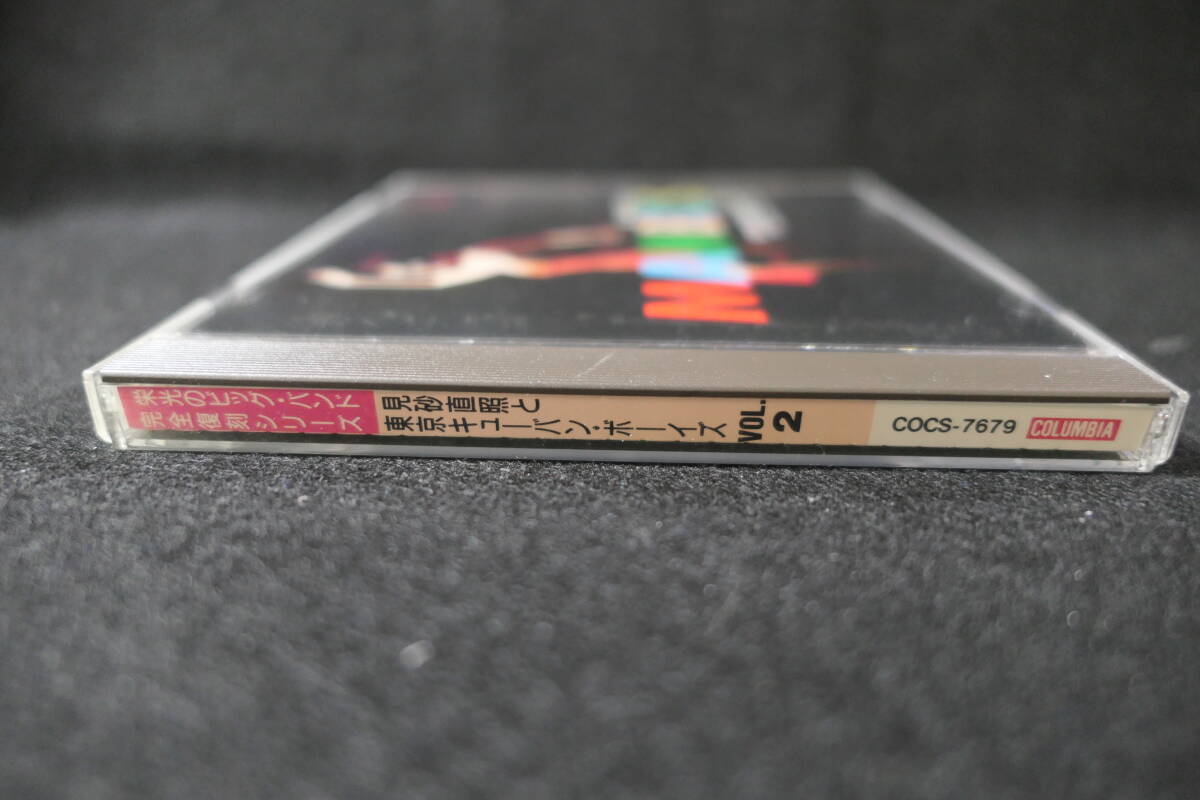 栄光のビッグ・バンド
完全復刻シリーズ
見砂直照と
東京キューバン・ボーイズ
VOL.
2
COCS-7679
COLUMBIA